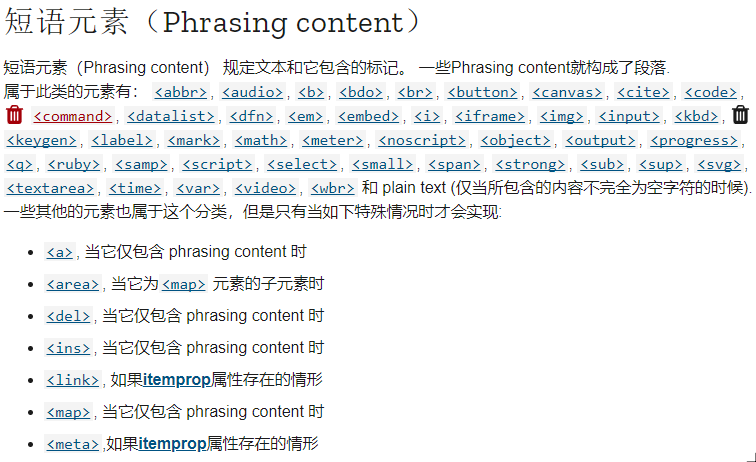 短语元素（Phrasing content）
短语元素（Phrasing content） 规定文本和它包含的标记。 一些Phrasing content就构成了段落.
属于此类的元素有： <abbr>, <audio>, <b>, <bdo>, <br>, <button>, <canvas>, <cite>, <code>,
<command>, <datalist>, <dfn>, <em>, <embed>, <i>, <iframe>, <img>, <input>, <kbd>,
<keygen>, <label>, <mark>, <math>, <meter>, <noscript>, <object>, <output>, <progress>,
<q>, <ruby>, <samp>, <script>, <select>, <small>, <span>, <strong>, <sub>, <sup>, <svg>,
<textarea>, <time>, <var>, <video>, <wbr> 和 plain text (仅当所包含的内容不完全为空字符的时候).
一些其他的元素也属于这个分类，但是只有当如下特殊情况时才会实现:
• <a>, 当它仅包含 phrasing content 时
• <area>, 当它为<map> 元素的子元素时
• <del>, 当它仅包含 phrasing content 时
• <ins>, 当它仅包含 phrasing content 时
• <link>, 如果itemprop属性存在的情形
• <map>, 当它仅包含 phrasing content 时
• <meta>,如果itemprop属性存在的情形